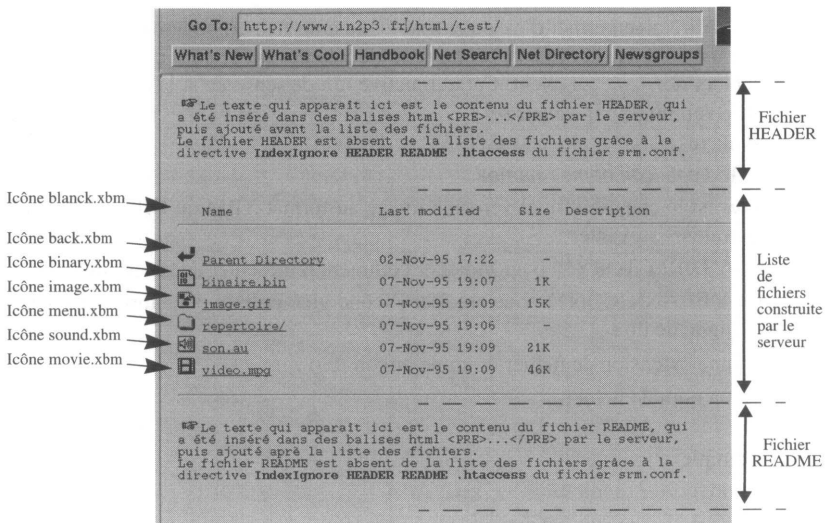 Go To: http://www.in2p3.fr/html/test/
What's New What's Cool Handbook Net Search Net Directory Newsgroups
Le texte qui apparaît ici est le contenu du fichier HEADER, qui
a été inséré dans des balises html <PRE>...</PRE> par le serveur,
puis ajouté avant la liste des fichiers.
Le fichier HEADER est absent de la liste des fichiers grâce à la
directive IndexIgnore HEADER README .htaccess du fichier srm.conf.
Fichier
HEADER
Icône blanck.xbm
Name Last modified Size Description
Icône back.xbm
Parent Directory 02-Nov-95 17:22 -
Icône binary.xbm
binaire.bin 07-Nov-95 19:07 1K
Icône image.xbm
image.gif 07-Nov-95 19:09 15K
Icône menu.xbm
repertoire/ 07-Nov-95 19:06 -
Icône sound.xbm
son.au 07-Nov-95 19:09 21K
Icône movie.xbm
video.mpg 07-Nov-95 19:09 46K
Liste
de
fichiers
construite
par le
serveur
Le texte qui apparaît ici est le contenu du fichier README, qui
a été inséré dans des balises html <PRE>...</PRE> par le serveur,
puis ajouté aprè la liste des fichiers.
Le fichier README est absent de la liste des fichiers grâce à la
directive IndexIgnore HEADER README .htaccess du fichier srm.conf.
Fichier
README